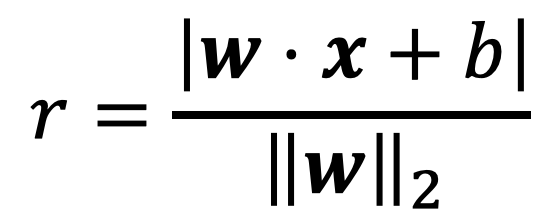 r = |w · x + b| / ‖w‖₂